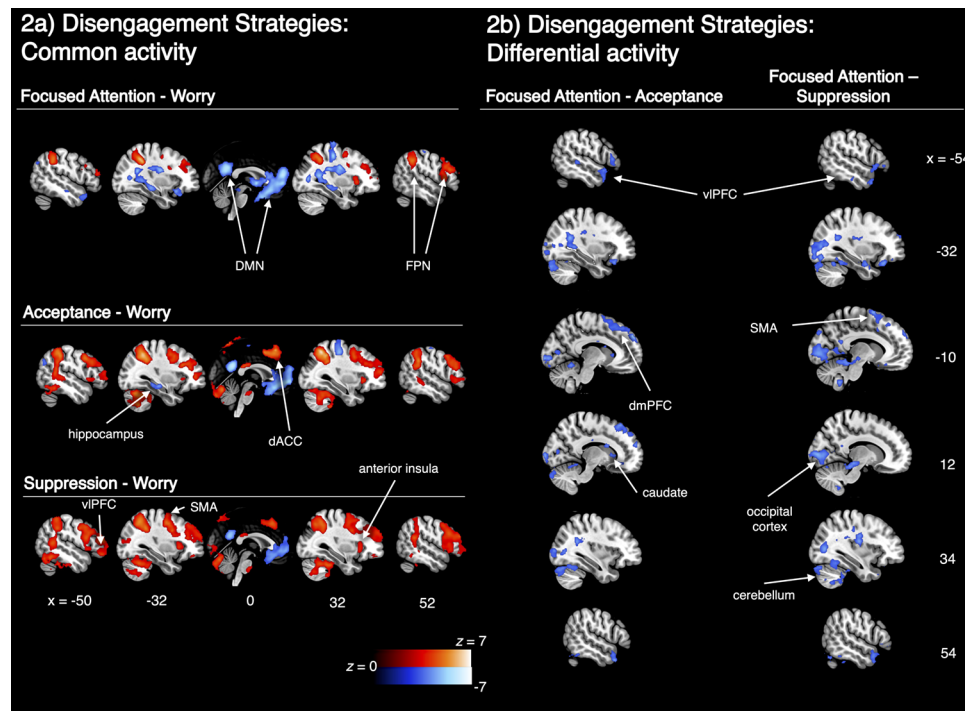 2a) Disengagement Strategies:
Common activity
Focused Attention - Worry
DMN
FPN
Acceptance - Worry
hippocampus
dACC
Suppression - Worry
anterior insula
vlPFC
SMA
x = -50
-32
0
32
52
z = 7
z = 0
-7
2b) Disengagement Strategies:
Differential activity
Focused Attention - Acceptance
Focused Attention –
Suppression
x = -54
vlPFC
-32
SMA
-10
dmPFC
12
caudate
occipital
cortex
34
cerebellum
54